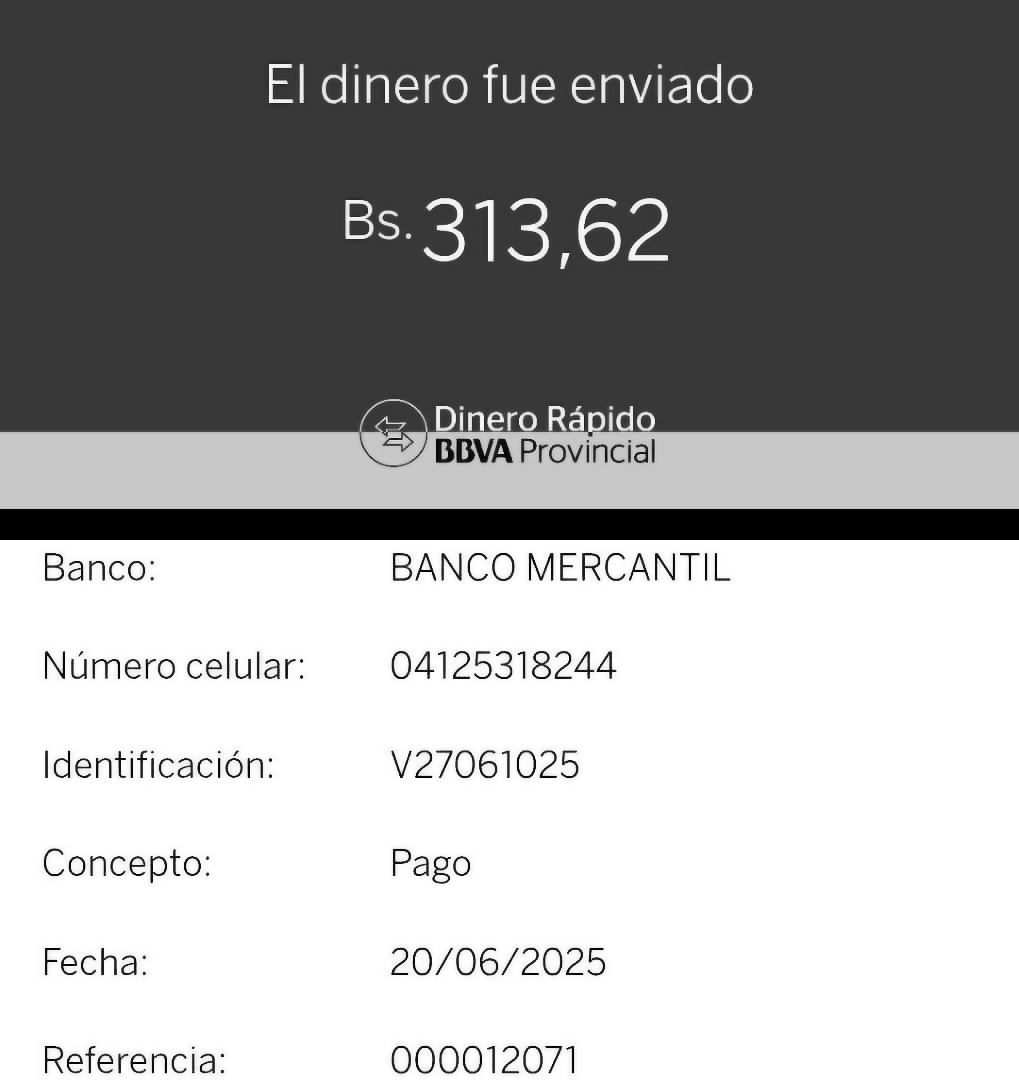 El dinero fue enviado
Bs. 313,62
Dinero Rápido
BBVA Provincial
Banco: BANCO MERCANTIL
Número celular: 04125318244
Identificación: V27061025
Concepto: Pago
Fecha: 20/06/2025
Referencia: 000012071